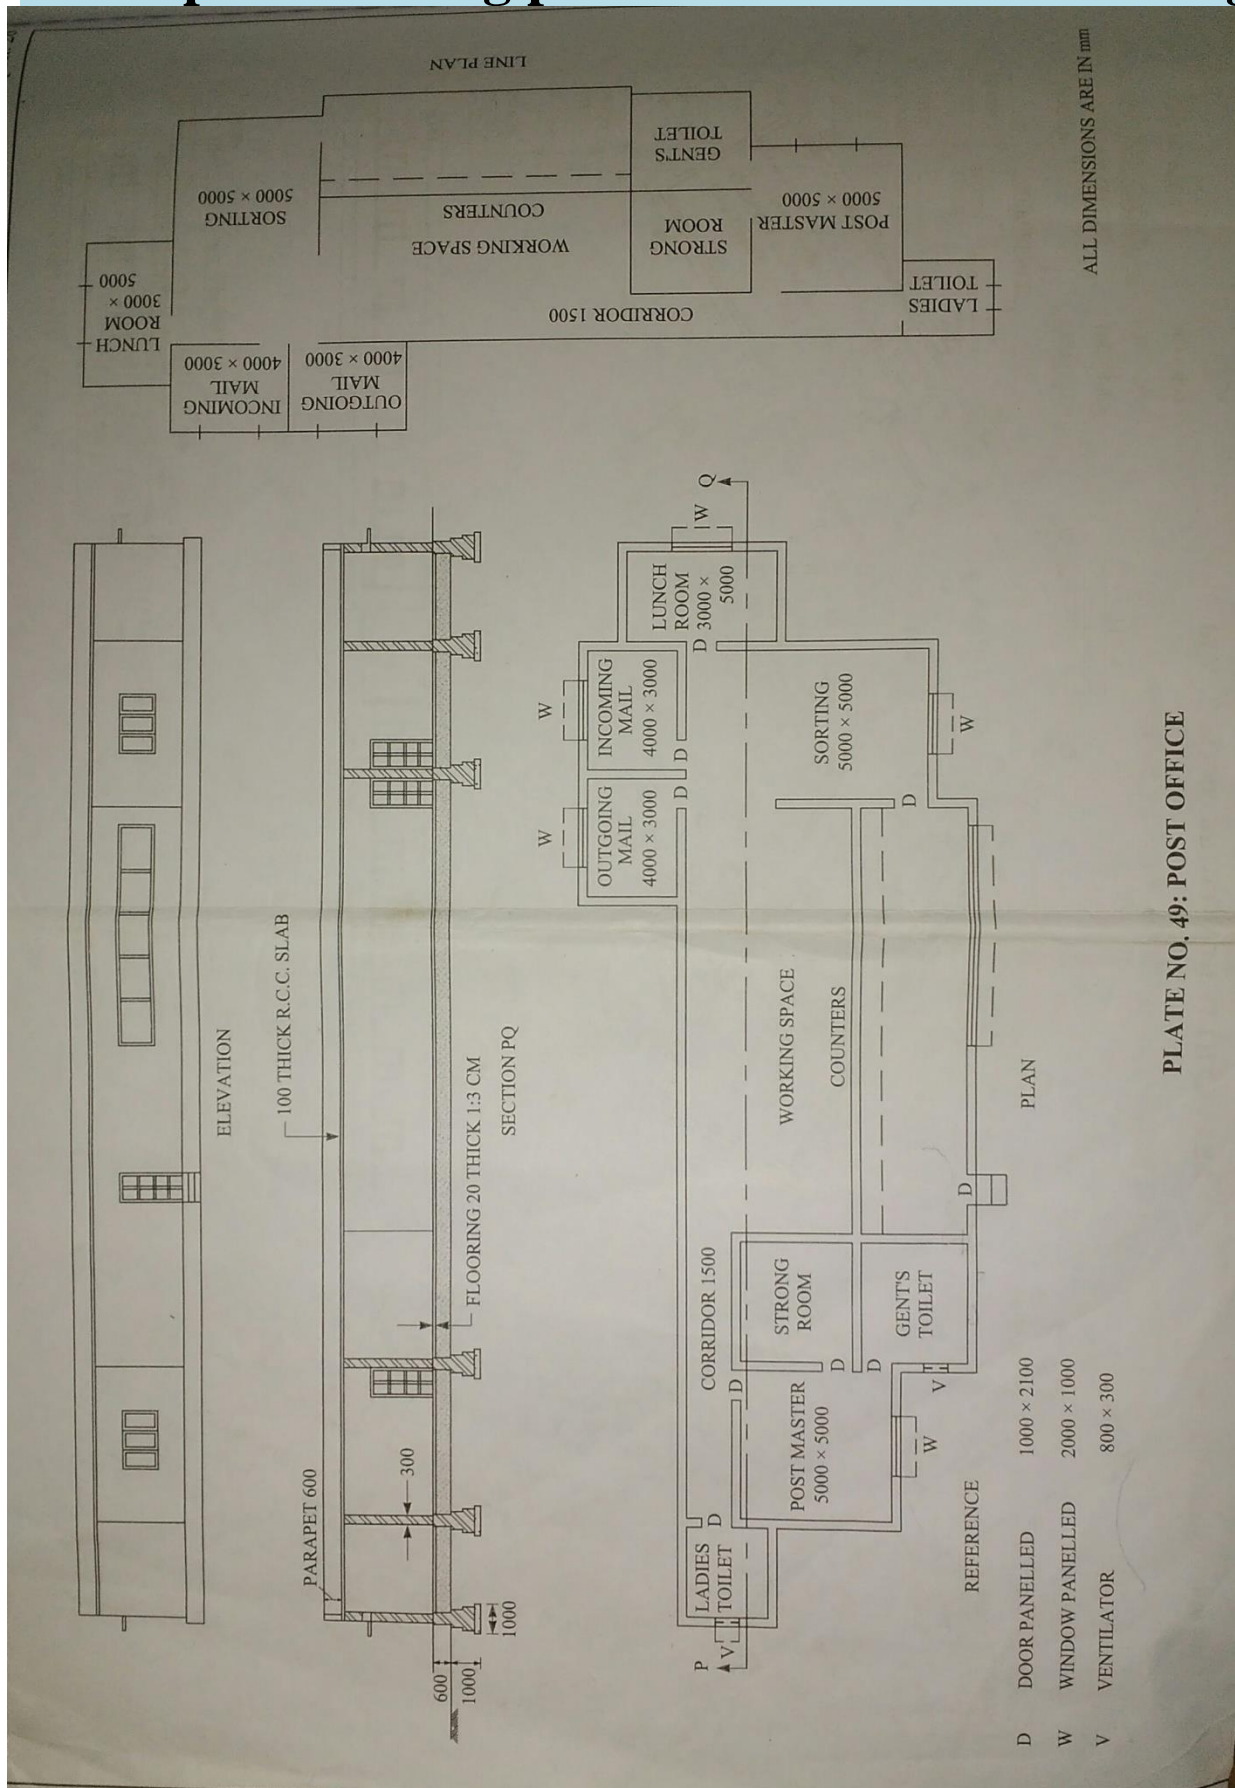 ELEVATION
100 THICK R.C.C. SLAB
PARAPET 600
300
600
1000
1000
FLOORING 20 THICK 1:3 CM
SECTION PQ
W
W
OUTGOING
MAIL
4000 × 3000
INCOMING
MAIL
4000 × 3000
LUNCH
ROOM
3000 ×
5000
W
Q
D
D
D
CORRIDOR 1500
P
V
LADIES
TOILET
D
D
STRONG
ROOM
WORKING SPACE
COUNTERS
SORTING
5000 × 5000
POST MASTER
5000 × 5000
D
D
D
GENT'S
TOILET
W
V
D
W
PLAN
REFERENCE
D DOOR PANELLED 1000 × 2100
W WINDOW PANELLED 2000 × 1000
V VENTILATOR 800 × 300
PLATE NO. 49: POST OFFICE
LINE PLAN
LUNCH
ROOM
3000 ×
5000
INCOMING
MAIL
4000 × 3000
OUTGOING
MAIL
4000 × 3000
SORTING
5000 × 5000
WORKING SPACE
COUNTERS
CORRIDOR 1500
STRONG
ROOM
GENT'S
TOILET
POST MASTER
5000 × 5000
LADIES
TOILET
ALL DIMENSIONS ARE IN mm